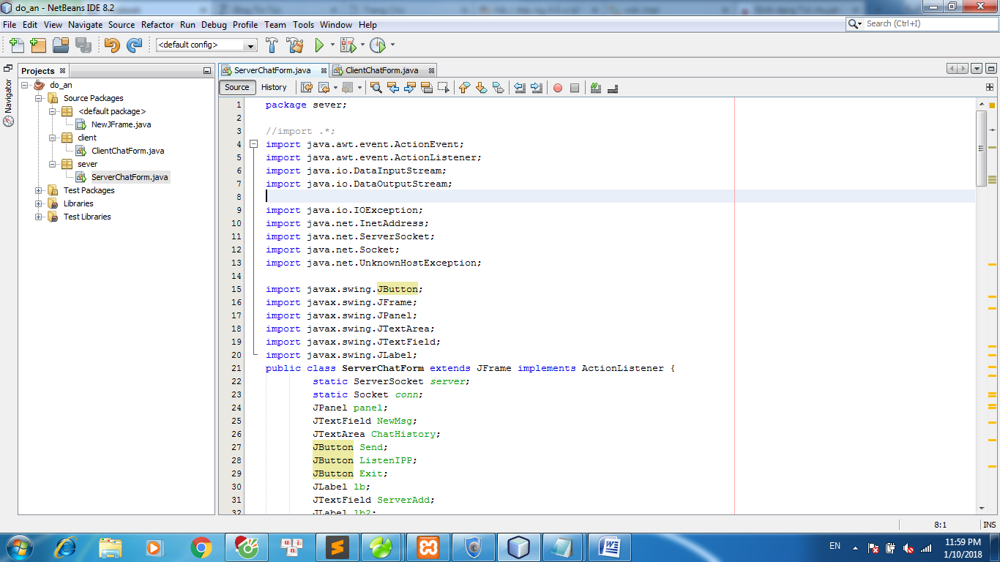 do_an - NetBeans IDE 8.2
File Edit View Navigate Source Refactor Run Debug Profile Team Tools Window Help
Search (Ctrl+I)
<default config>
Projects
ServerChatForm.java
ClientChatForm.java
Navigator
Source History
do_an
Source Packages
<default package>
NewJFrame.java
client
ClientChatForm.java
sever
ServerChatForm.java
Test Packages
Libraries
Test Libraries
1 package sever;
2
3 //import .*;
4 import java.awt.event.ActionEvent;
5 import java.awt.event.ActionListener;
6 import java.io.DataInputStream;
7 import java.io.DataOutputStream;
8
9 import java.io.IOException;
10 import java.net.InetAddress;
11 import java.net.ServerSocket;
12 import java.net.Socket;
13 import java.net.UnknownHostException;
14
15 import javax.swing.JButton;
16 import javax.swing.JFrame;
17 import javax.swing.JPanel;
18 import javax.swing.JTextArea;
19 import javax.swing.JTextField;
20 import javax.swing.JLabel;
21 public class ServerChatForm extends JFrame implements ActionListener {
22 static ServerSocket server;
23 static Socket conn;
24 JPanel panel;
25 JTextField NewMsg;
26 JTextArea ChatHistory;
27 JButton Send;
28 JButton ListenIPP;
29 JButton Exit;
30 JLabel lb;
31 JTextField ServerAdd;
32 JLabel lb2;
8:1 INS
EN
11:59 PM
1/10/2018